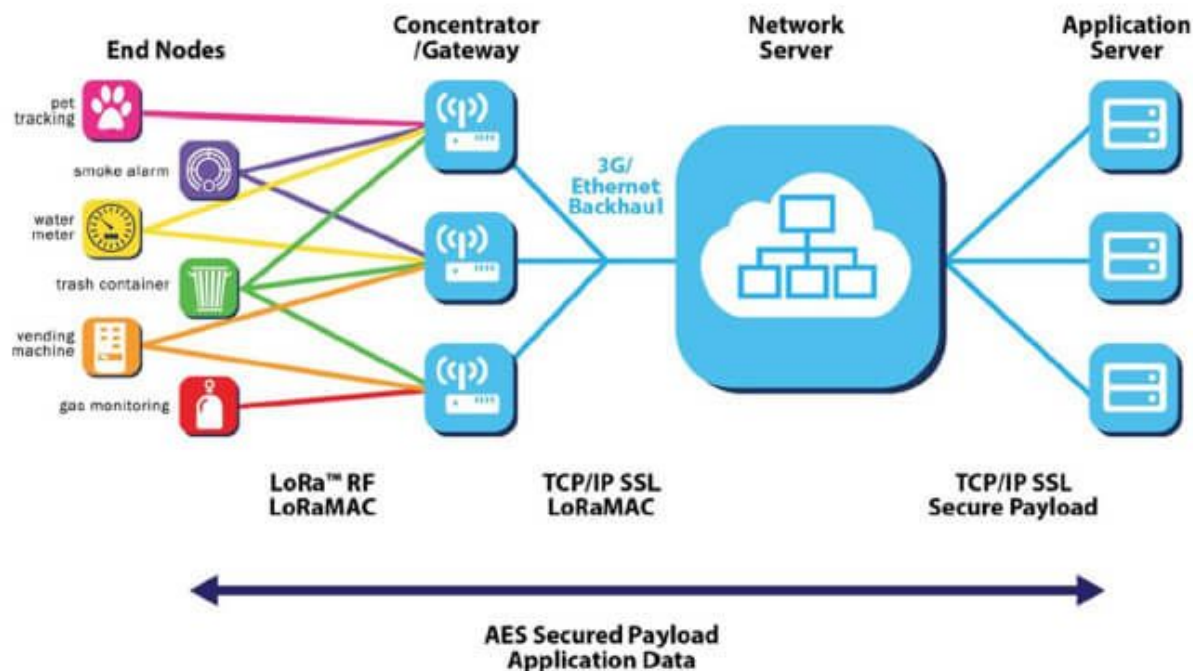 End Nodes
Concentrator
/Gateway
Network
Server
Application
Server
pet
tracking
smoke alarm
water
meter
trash container
vending
machine
gas monitoring
3G/
Ethernet
Backhaul
LoRa™ RF
LoRaMAC
TCP/IP SSL
LoRaMAC
TCP/IP SSL
Secure Payload
AES Secured Payload
Application Data